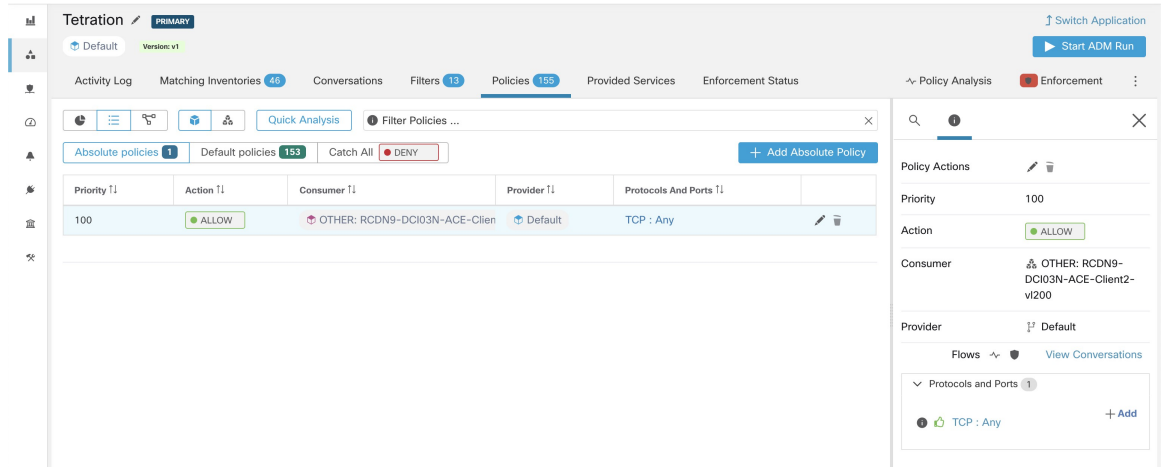 Tetration PRIMARY
Switch Application
Default Version: v1
Start ADM Run
Activity Log Matching Inventories 46 Conversations Filters 13 Policies 155 Provided Services Enforcement Status Policy Analysis Enforcement
Quick Analysis Filter Policies ...
Absolute policies 1 Default policies 153 Catch All DENY + Add Absolute Policy
Priority Action Consumer Provider Protocols And Ports
100 ALLOW OTHER: RCDN9-DCI03N-ACE-Clien Default TCP : Any
Policy Actions
Priority 100
Action ALLOW
Consumer OTHER: RCDN9-
DCI03N-ACE-Client2-
vl200
Provider Default
Flows View Conversations
Protocols and Ports 1
+ Add
TCP : Any